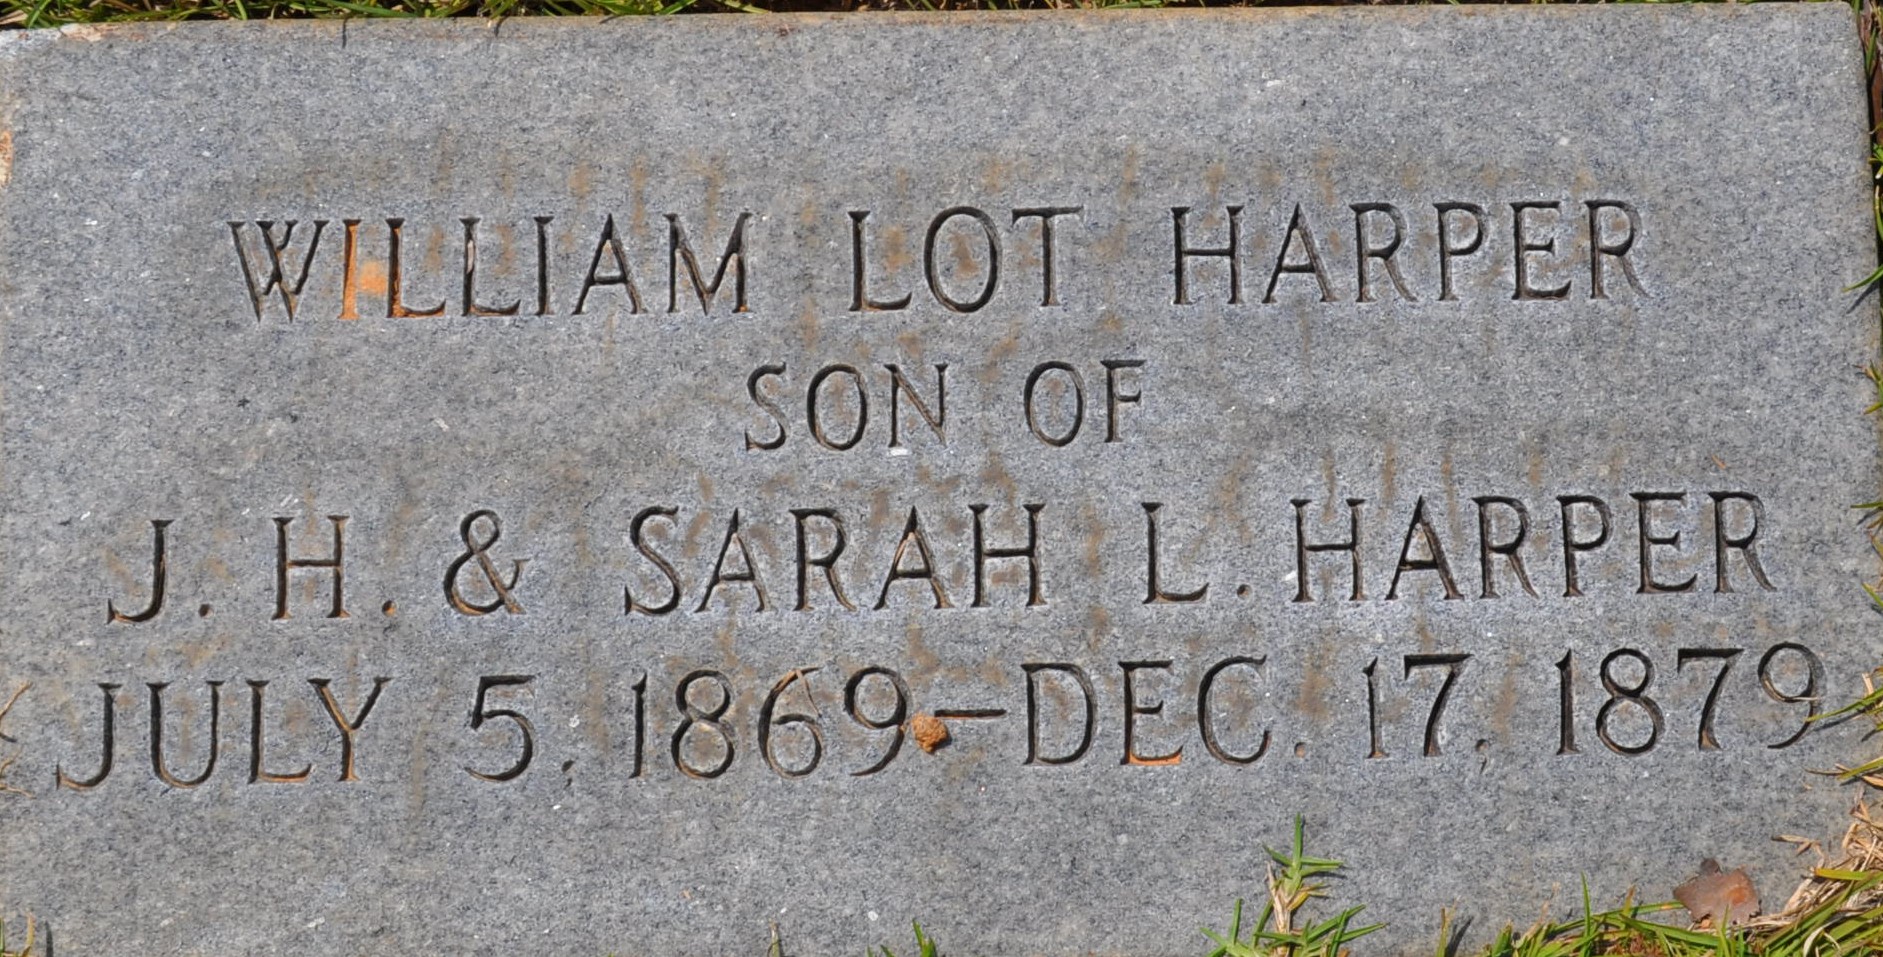 WILLIAM LOT HARPER
SON OF
J. H. & SARAH L. HARPER
JULY 5, 1869—DEC. 17, 1879